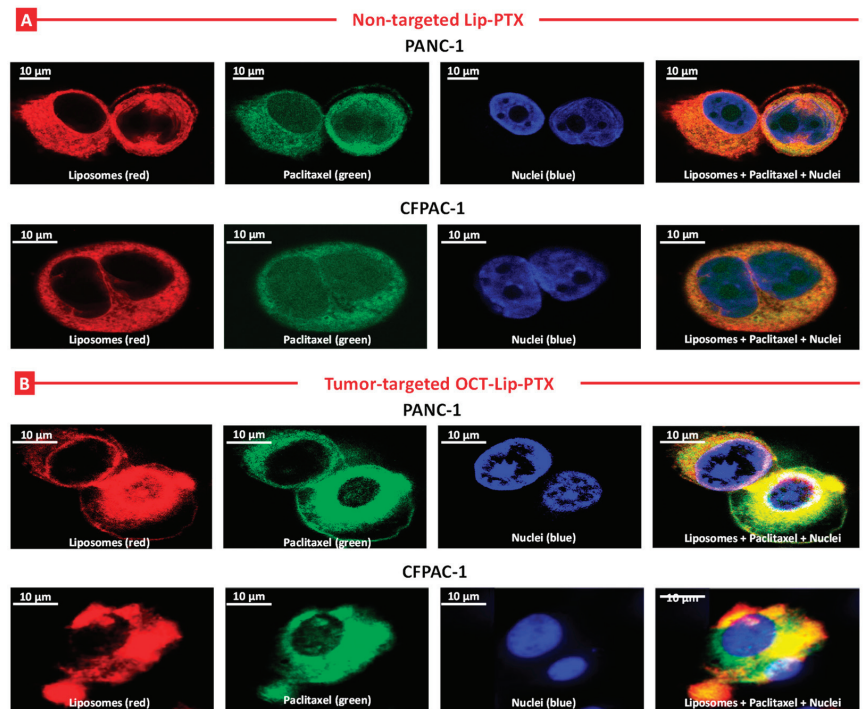 A
Non-targeted Lip-PTX
PANC-1
10 µm
Liposomes (red)
10 µm
Paclitaxel (green)
10 µm
Nuclei (blue)
10 µm
Liposomes + Paclitaxel + Nuclei
CFPAC-1
10 µm
Liposomes (red)
10 µm
Paclitaxel (green)
10 µm
Nuclei (blue)
10 µm
Liposomes + Paclitaxel + Nuclei
B
Tumor-targeted OCT-Lip-PTX
PANC-1
10 µm
Liposomes (red)
10 µm
Paclitaxel (green)
10 µm
Nuclei (blue)
10 µm
Liposomes + Paclitaxel + Nuclei
CFPAC-1
10 µm
Liposomes (red)
10 µm
Paclitaxel (green)
10 µm
Nuclei (blue)
10 µm
Liposomes + Paclitaxel + Nuclei